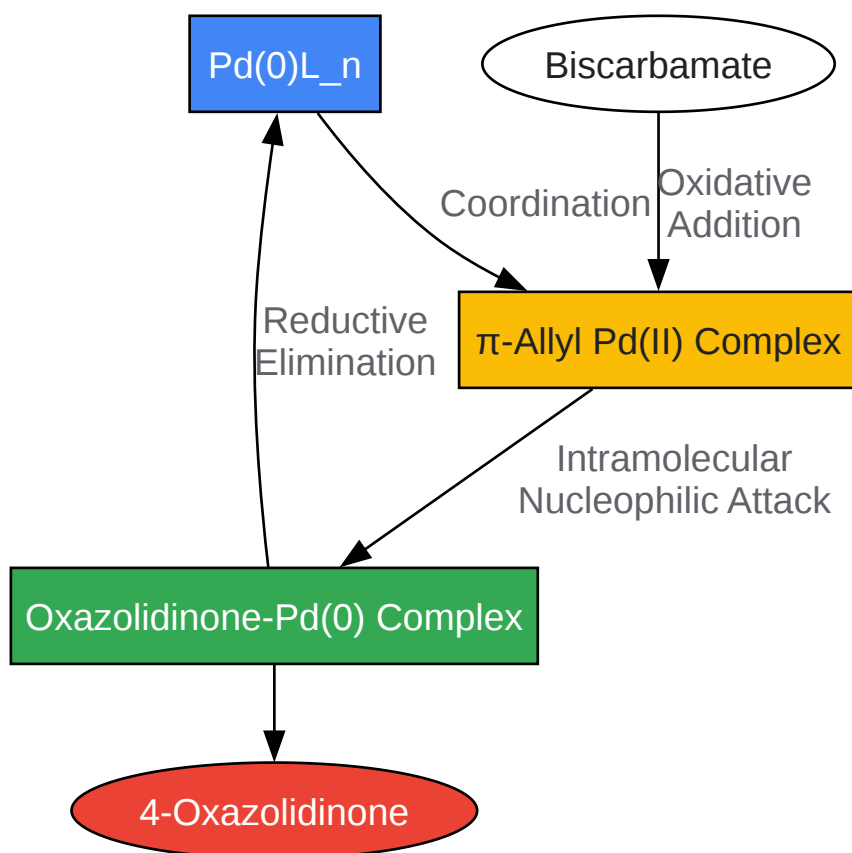 Pd(0)L_n
Biscarbamate
Coordination
Oxidative
Addition
Reductive
Elimination
π-Allyl Pd(II) Complex
Intramolecular
Nucleophilic Attack
Oxazolidinone-Pd(0) Complex
4-Oxazolidinone